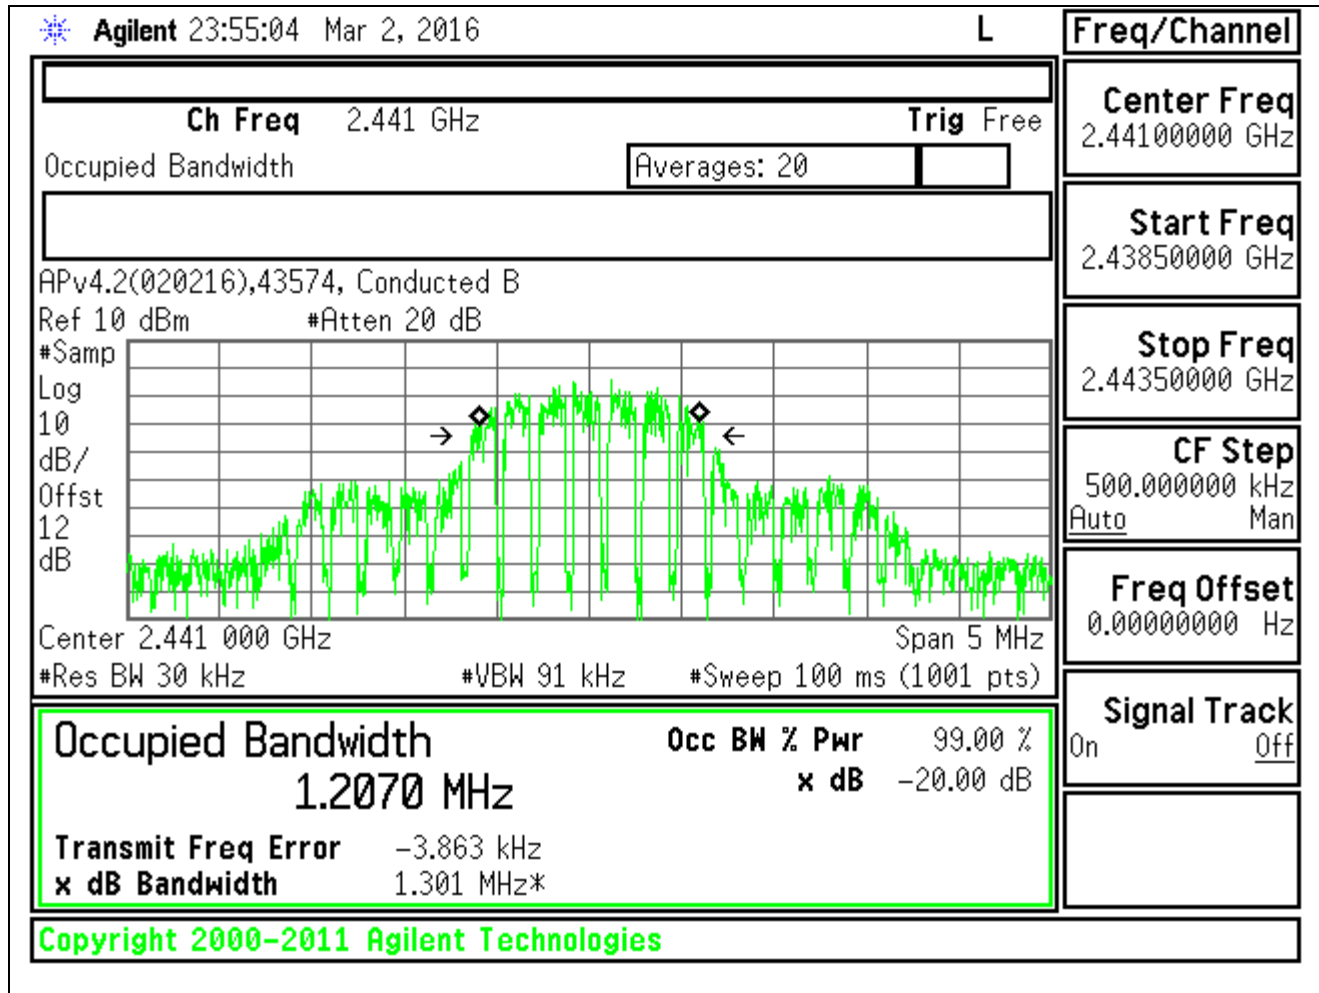 Agilent 23:55:04 Mar 2, 2016 L
Ch Freq 2.441 GHz Trig Free
Occupied Bandwidth Averages: 20
APv4.2(020216),43574, Conducted B
Ref 10 dBm #Atten 20 dB
#Samp
Log
10
dB/
Offst
12
dB
Center 2.441 000 GHz Span 5 MHz
#Res BW 30 kHz #VBW 91 kHz #Sweep 100 ms (1001 pts)
Occupied Bandwidth Occ BW % Pwr 99.00 %
1.2070 MHz x dB -20.00 dB
Transmit Freq Error -3.863 kHz
x dB Bandwidth 1.301 MHz*
Copyright 2000-2011 Agilent Technologies
Freq/Channel
Center Freq
2.44100000 GHz
Start Freq
2.43850000 GHz
Stop Freq
2.44350000 GHz
CF Step
500.000000 kHz
Auto Man
Freq Offset
0.00000000 Hz
Signal Track
On Off